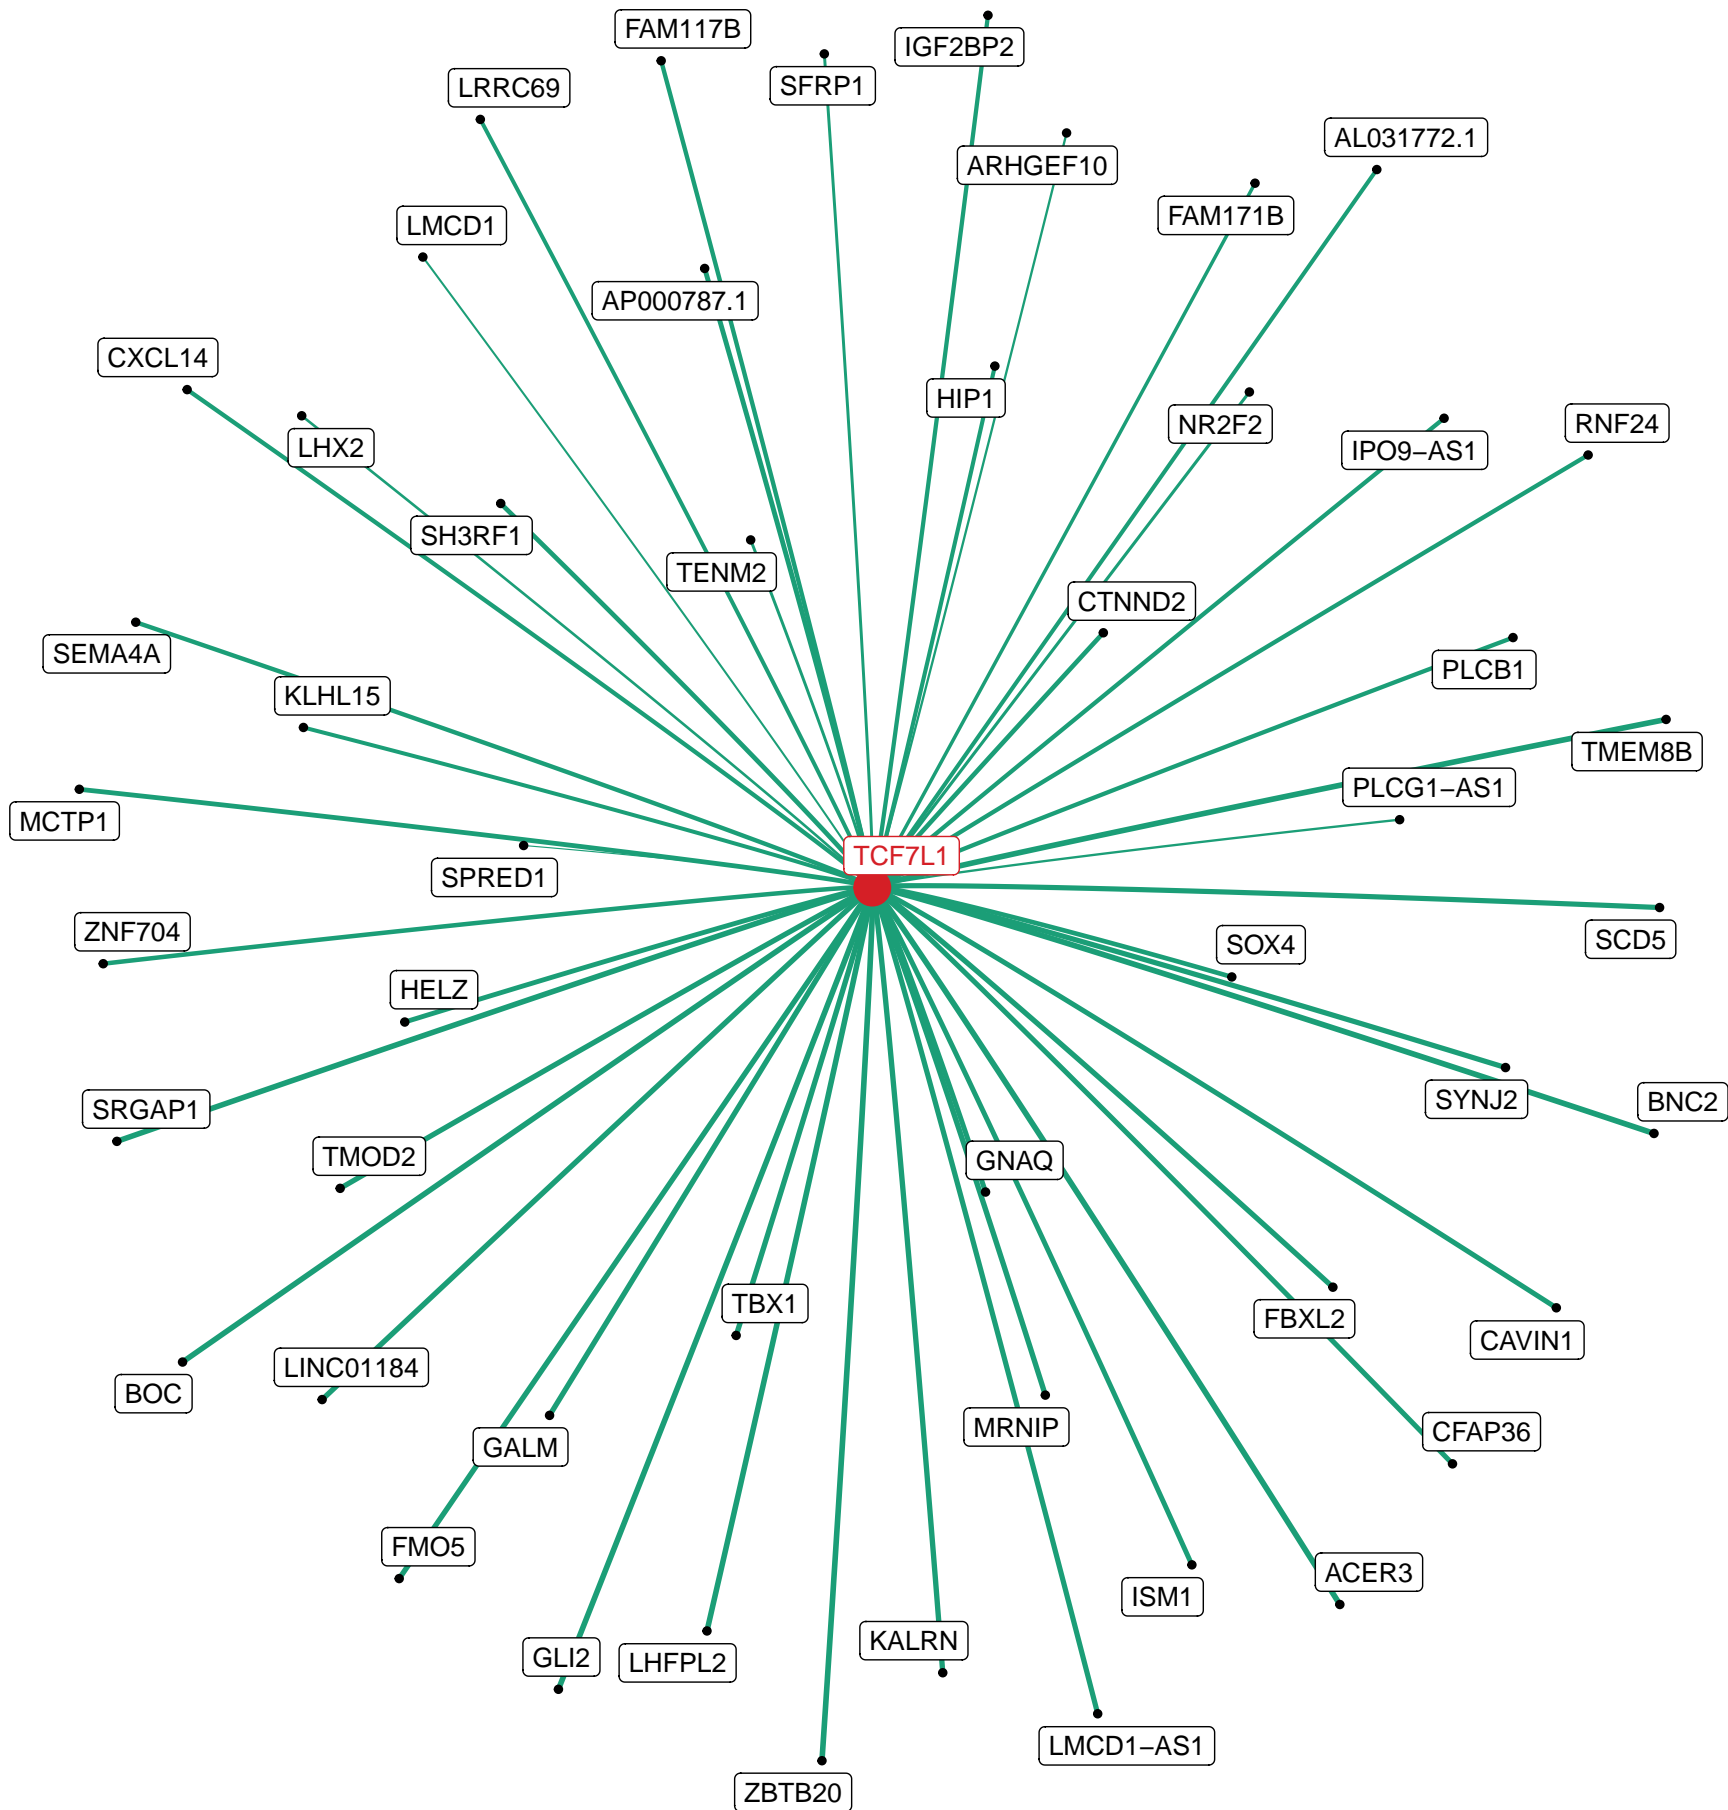 FAM117B
IGF2BP2
LRRC69
SFRP1
AL031772.1
ARHGEF10
FAM171B
LMCD1
AP000787.1
CXCL14
HIP1
NR2F2
RNF24
LHX2
IPO9–AS1
SH3RF1
TENM2
CTNND2
SEMA4A
PLCB1
KLHL15
TMEM8B
PLCG1–AS1
MCTP1
TCF7L1
SPRED1
ZNF704
SOX4
SCD5
HELZ
SYNJ2
BNC2
SRGAP1
TMOD2
GNAQ
TBX1
FBXL2
CAVIN1
LINC01184
BOC
MRNIP
CFAP36
GALM
FMO5
ACER3
ISM1
KALRN
GLI2
LHFPL2
LMCD1–AS1
ZBTB20